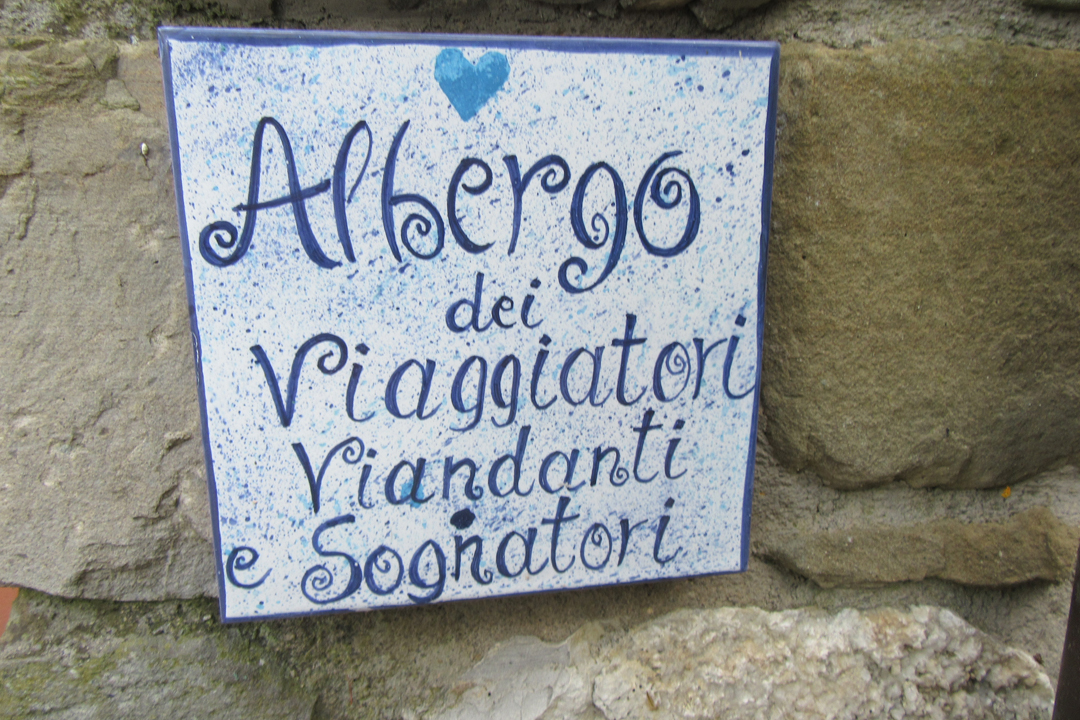 Albergo
dei
Viaggiatori
Viandanti
e Sognatori